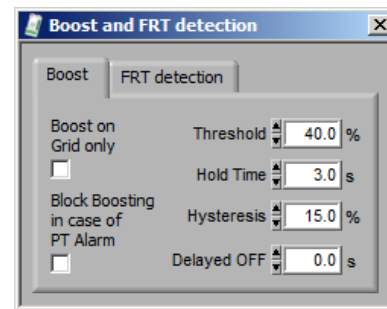 Boost and FRT detection
Boost FRT detection
Boost on
Grid only
Threshold 40.0 %
Hold Time 3.0 s
Block Boosting
in case of
PT Alarm
Hysteresis 15.0 %
Delayed OFF 0.0 s